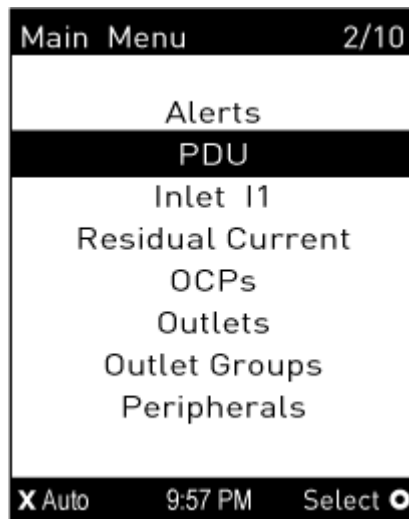 Main Menu 2/10
Alerts
PDU
Inlet I1
Residual Current
OCPs
Outlets
Outlet Groups
Peripherals
X Auto 9:57 PM Select